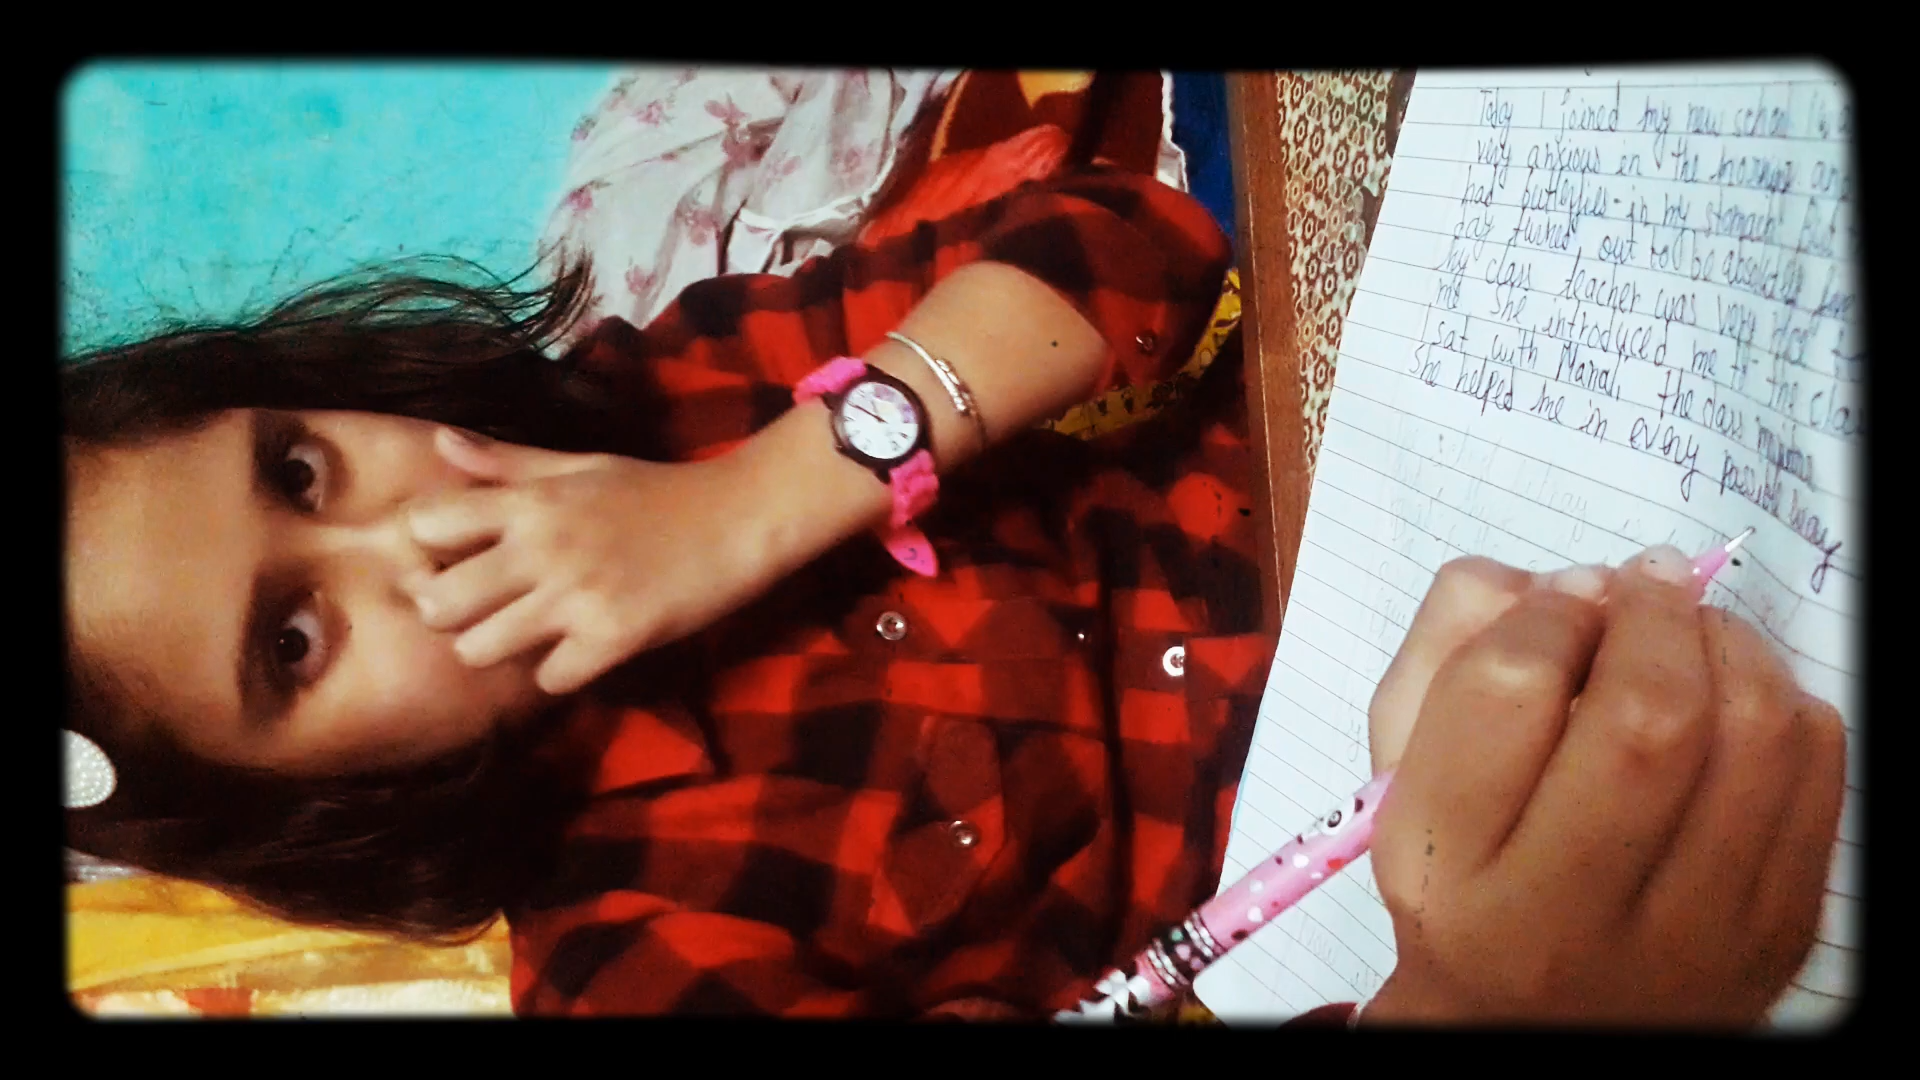 Today I joined my new school
very anxious in the morning and
had butterflies in my stomach But
day turned out to be absolutely fine
My class teacher was very
me She introduced me to the class
I sat with Manal, The class
She helped me in every possible way